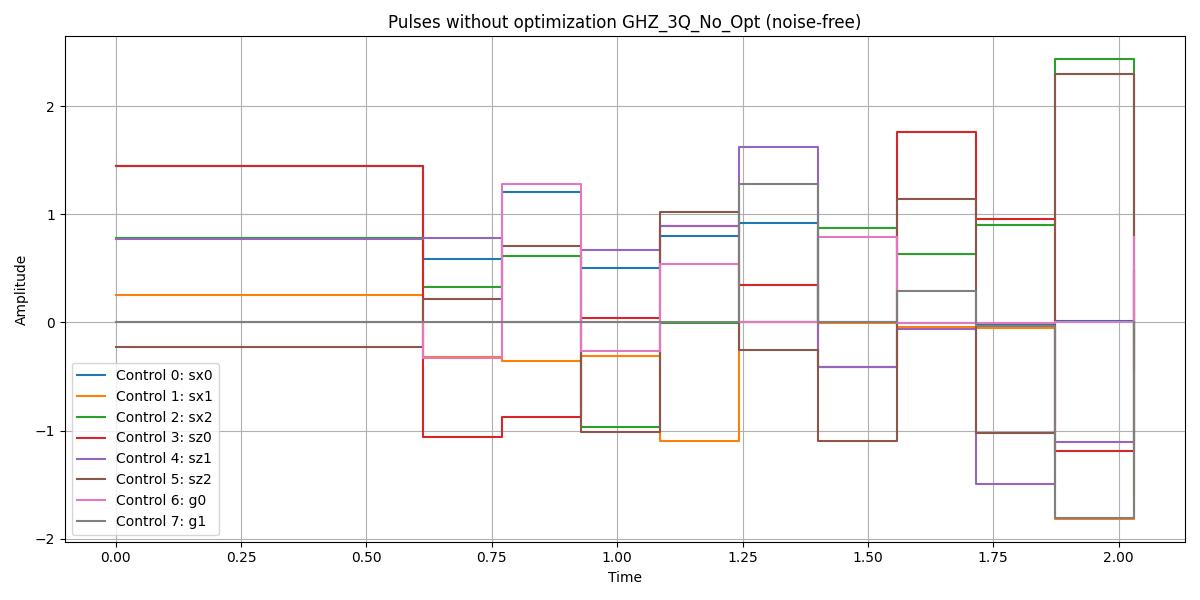 Pulses without optimization GHZ_3Q_No_Opt (noise-free)
Amplitude
2
1
0
−1
−2
Control 0: sx0
Control 1: sx1
Control 2: sx2
Control 3: sz0
Control 4: sz1
Control 5: sz2
Control 6: g0
Control 7: g1
0.00 0.25 0.50 0.75 1.00 1.25 1.50 1.75 2.00
Time